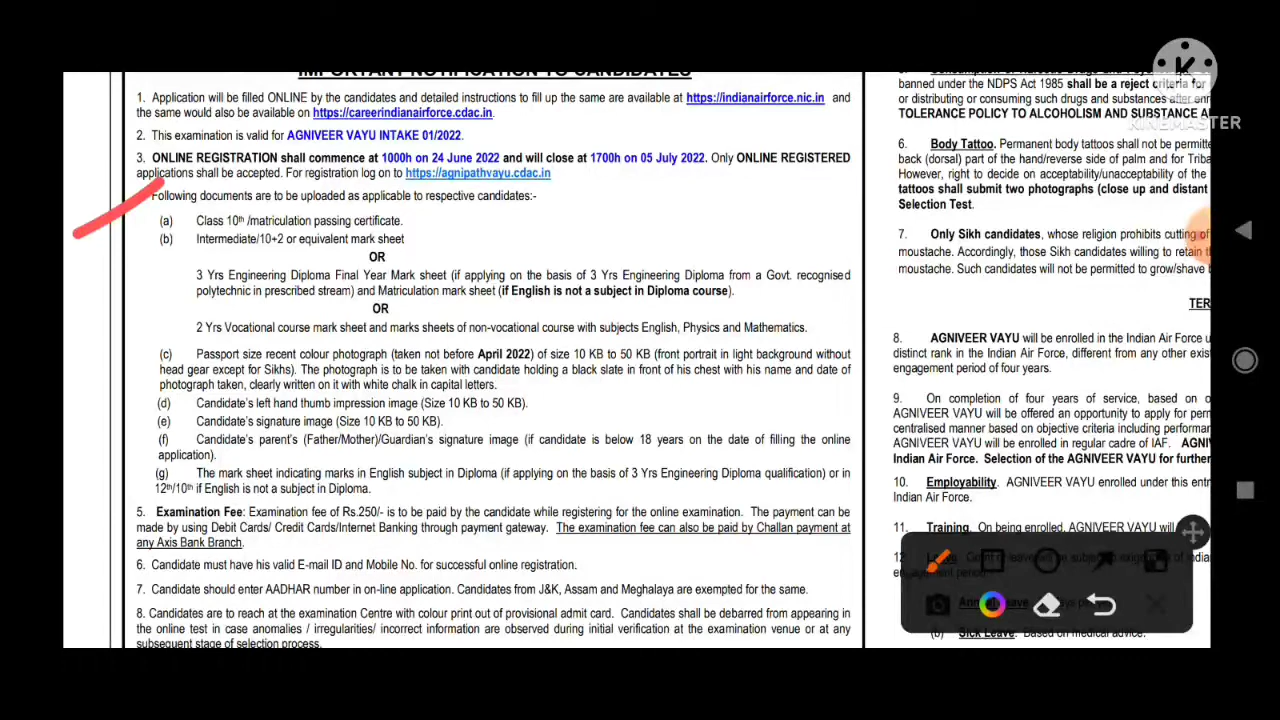 IMPORTANT NOTIFICATION TO CANDIDATES
1. Application will be filled ONLINE by the candidates and detailed instructions to fill up the same are available at https://indianairforce.nic.in and
the same would also be available on https://careerindianairforce.cdac.in.
2. This examination is valid for AGNIVEER VAYU INTAKE 01/2022.
3. ONLINE REGISTRATION shall commence at 1000h on 24 June 2022 and will close at 1700h on 05 July 2022. Only ONLINE REGISTERED
applications shall be accepted. For registration log on to https://agnipathvayu.cdac.in
Following documents are to be uploaded as applicable to respective candidates:-
(a) Class 10th /matriculation passing certificate.
(b) Intermediate/10+2 or equivalent mark sheet
OR
3 Yrs Engineering Diploma Final Year Mark sheet (if applying on the basis of 3 Yrs Engineering Diploma from a Govt. recognised
polytechnic in prescribed stream) and Matriculation mark sheet (if English is not a subject in Diploma course).
OR
2 Yrs Vocational course mark sheet and marks sheets of non-vocational course with subjects English, Physics and Mathematics.
(c) Passport size recent colour photograph (taken not before April 2022) of size 10 KB to 50 KB (front portrait in light background without
head gear except for Sikhs). The photograph is to be taken with candidate holding a black slate in front of his chest with his name and date of
photograph taken, clearly written on it with white chalk in capital letters.
(d) Candidate's left hand thumb impression image (Size 10 KB to 50 KB).
(e) Candidate's signature image (Size 10 KB to 50 KB).
(f) Candidate's parent's (Father/Mother)/Guardian's signature image (if candidate is below 18 years on the date of filling the online
application).
(g) The mark sheet indicating marks in English subject in Diploma (if applying on the basis of 3 Yrs Engineering Diploma qualification) or in
12th/10th if English is not a subject in Diploma.
5. Examination Fee: Examination fee of Rs.250/- is to be paid by the candidate while registering for the online examination. The payment can be
made by using Debit Cards/ Credit Cards/Internet Banking through payment gateway. The examination fee can also be paid by Challan payment at
any Axis Bank Branch.
6. Candidate must have his valid E-mail ID and Mobile No. for successful online registration.
7. Candidate should enter AADHAR number in on-line application. Candidates from J&K, Assam and Meghalaya are exempted for the same.
8. Candidates are to reach at the examination Centre with colour print out of provisional admit card. Candidates shall be debarred from appearing in
the online test in case anomalies / irregularities/ incorrect information are observed during initial verification at the examination venue or at any
subsequent stage of selection process.
banned under the NDPS Act 1985 shall be a reject criteria for
or distributing or consuming such drugs and substances after enr
TOLERANCE POLICY TO ALCOHOLISM AND SUBSTANCE A
KINEMASTER
6. Body Tattoo. Permanent body tattoos shall not be permitte
back (dorsal) part of the hand/reverse side of palm and for Triba
However, right to decide on acceptability/unacceptability of the
tattoos shall submit two photographs (close up and distant
Selection Test.
7. Only Sikh candidates, whose religion prohibits cutting of
moustache. Accordingly, those Sikh candidates willing to retain t
moustache. Such candidates will not be permitted to grow/shave
TER
8. AGNIVEER VAYU will be enrolled in the Indian Air Force u
distinct rank in the Indian Air Force, different from any other exist
engagement period of four years.
9. On completion of four years of service, based on o
AGNIVEER VAYU will be offered an opportunity to apply for perm
centralised manner based on objective criteria including performan
AGNIVEER VAYU will be enrolled in regular cadre of IAF. AGNI
Indian Air Force. Selection of the AGNIVEER VAYU for further
10. Employability. AGNIVEER VAYU enrolled under this entr
Indian Air Force.
11. Training. On being enrolled, AGNIVEER VAYU will
(b) Sick Leave. Based on medical advice.